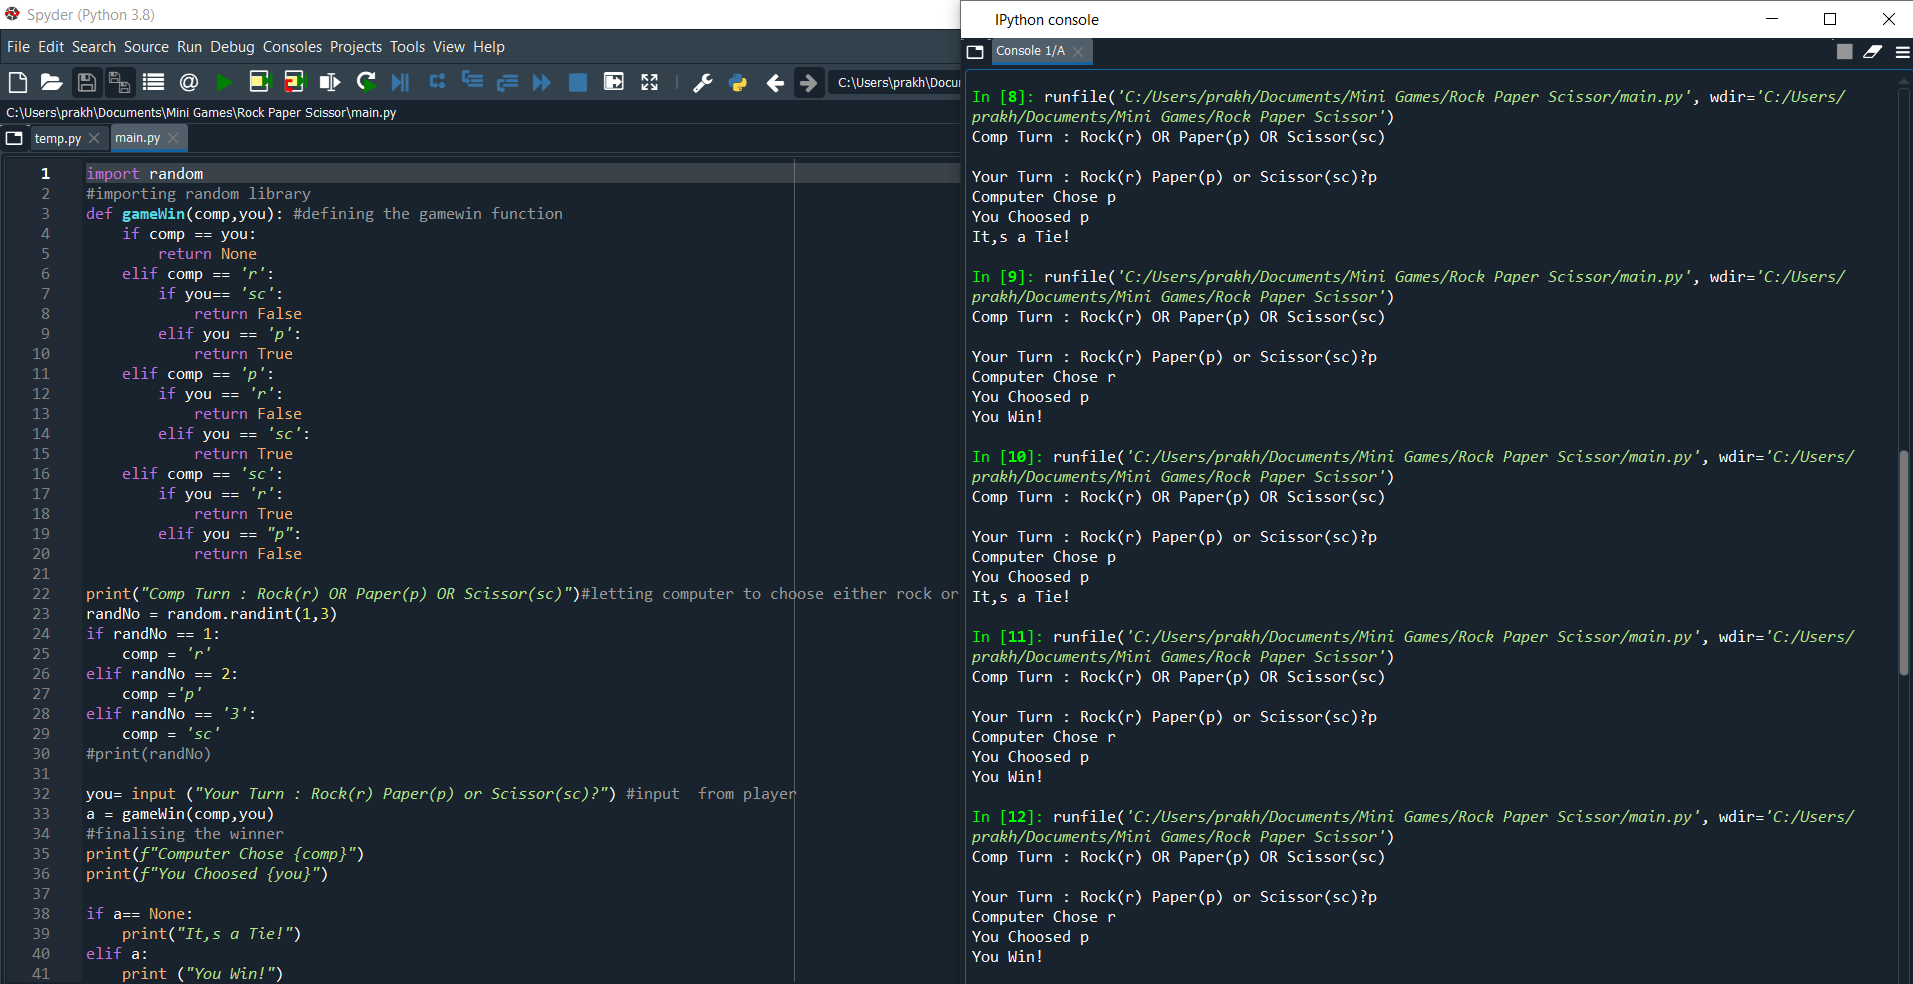 Spyder (Python 3.8)
File Edit Search Source Run Debug Consoles Projects Tools View Help
C:\Users\prakh\Docu
C:\Users\prakh\Documents\Mini Games\Rock Paper Scissor\main.py
temp.py
main.py
1 import random
2 #importing random library
3 def gameWin(comp,you): #defining the gamewin function
4     if comp == you:
5         return None
6     elif comp == 'r':
7         if you== 'sc':
8             return False
9         elif you == 'p':
10             return True
11     elif comp == 'p':
12         if you == 'r':
13             return False
14         elif you == 'sc':
15             return True
16     elif comp == 'sc':
17         if you == 'r':
18             return True
19         elif you == "p":
20             return False
21
22 print("Comp Turn : Rock(r) OR Paper(p) OR Scissor(sc)")#letting computer to choose either rock or
23 randNo = random.randint(1,3)
24 if randNo == 1:
25     comp = 'r'
26 elif randNo == 2:
27     comp ='p'
28 elif randNo == '3':
29     comp = 'sc'
30 #print(randNo)
31
32 you= input ("Your Turn : Rock(r) Paper(p) or Scissor(sc)?") #input  from player
33 a = gameWin(comp,you)
34 #finalising the winner
35 print(f"Computer Chose {comp}")
36 print(f"You Choosed {you}")
37
38 if a== None:
39     print("It,s a Tie!")
40 elif a:
41     print ("You Win!")
IPython console
Console 1/A
In [8]: runfile('C:/Users/prakh/Documents/Mini Games/Rock Paper Scissor/main.py', wdir='C:/Users/
prakh/Documents/Mini Games/Rock Paper Scissor')
Comp Turn : Rock(r) OR Paper(p) OR Scissor(sc)
Your Turn : Rock(r) Paper(p) or Scissor(sc)?p
Computer Chose p
You Choosed p
It,s a Tie!
In [9]: runfile('C:/Users/prakh/Documents/Mini Games/Rock Paper Scissor/main.py', wdir='C:/Users/
prakh/Documents/Mini Games/Rock Paper Scissor')
Comp Turn : Rock(r) OR Paper(p) OR Scissor(sc)
Your Turn : Rock(r) Paper(p) or Scissor(sc)?p
Computer Chose r
You Choosed p
You Win!
In [10]: runfile('C:/Users/prakh/Documents/Mini Games/Rock Paper Scissor/main.py', wdir='C:/Users/
prakh/Documents/Mini Games/Rock Paper Scissor')
Comp Turn : Rock(r) OR Paper(p) OR Scissor(sc)
Your Turn : Rock(r) Paper(p) or Scissor(sc)?p
Computer Chose p
You Choosed p
It,s a Tie!
In [11]: runfile('C:/Users/prakh/Documents/Mini Games/Rock Paper Scissor/main.py', wdir='C:/Users/
prakh/Documents/Mini Games/Rock Paper Scissor')
Comp Turn : Rock(r) OR Paper(p) OR Scissor(sc)
Your Turn : Rock(r) Paper(p) or Scissor(sc)?p
Computer Chose r
You Choosed p
You Win!
In [12]: runfile('C:/Users/prakh/Documents/Mini Games/Rock Paper Scissor/main.py', wdir='C:/Users/
prakh/Documents/Mini Games/Rock Paper Scissor')
Comp Turn : Rock(r) OR Paper(p) OR Scissor(sc)
Your Turn : Rock(r) Paper(p) or Scissor(sc)?p
Computer Chose r
You Choosed p
You Win!